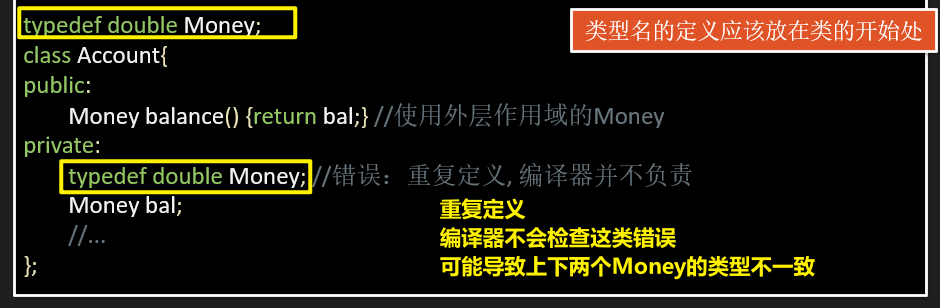 typedef double Money;
类型名的定义应该放在类的开始处
class Account{
public:
Money balance() {return bal;} //使用外层作用域的Money
private:
typedef double Money; //错误：重复定义, 编译器并不负责
Money bal;
重复定义
//...
编译器不会检查这类错误
};
可能导致上下两个Money的类型不一致